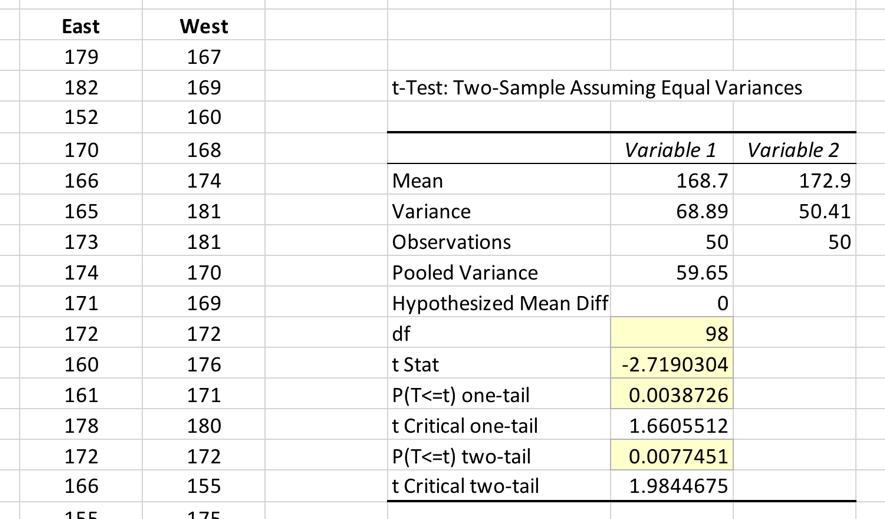 East West
179 167
182 169 t-Test: Two-Sample Assuming Equal Variances
152 160
170 168 Variable 1 Variable 2
166 174 Mean 168.7 172.9
165 181 Variance 68.89 50.41
173 181 Observations 50 50
174 170 Pooled Variance 59.65
171 169 Hypothesized Mean Diff 0
172 172 df 98
160 176 t Stat -2.7190304
161 171 P(T<=t) one-tail 0.0038726
178 180 t Critical one-tail 1.6605512
172 172 P(T<=t) two-tail 0.0077451
166 155 t Critical two-tail 1.9844675
155 175